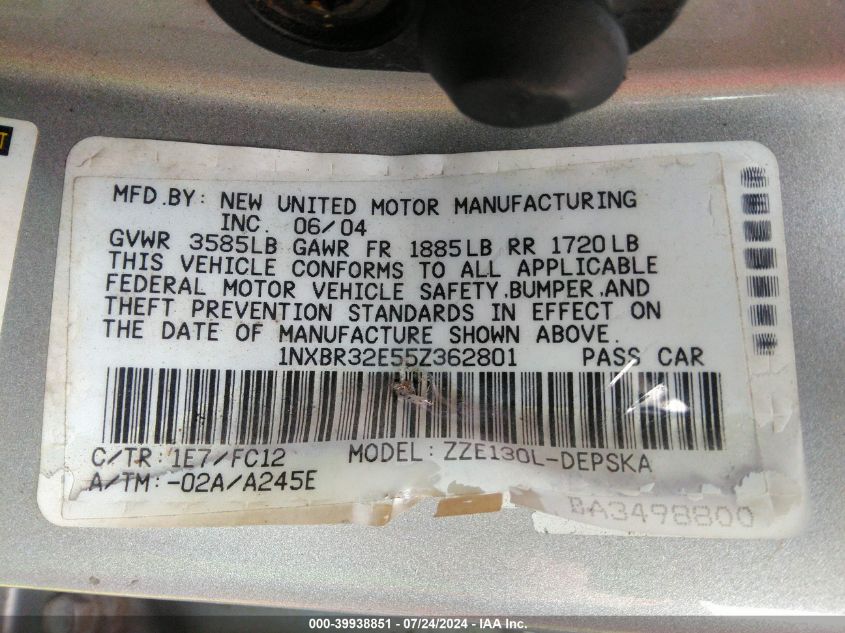 T
MFD.BY: NEW UNITED MOTOR MANUFACTURING
INC. 06/04
GVWR 3585LB GAWR FR 1885LB RR 1720LB
THIS VEHICLE CONFORMS TO ALL APPLICABLE
FEDERAL MOTOR VEHICLE SAFETY,BUMPER,AND
THEFT PREVENTION STANDARDS IN EFFECT ON
THE DATE OF MANUFACTURE SHOWN ABOVE.
1NXBR32E55Z362801 PASS CAR
C/TR:1E7/FC12 MODEL:ZZE130L-DEPSKA
A/TM:-02A/A245E
BA3498800
000-39938851 / 07/24/2024 - IAA Inc.